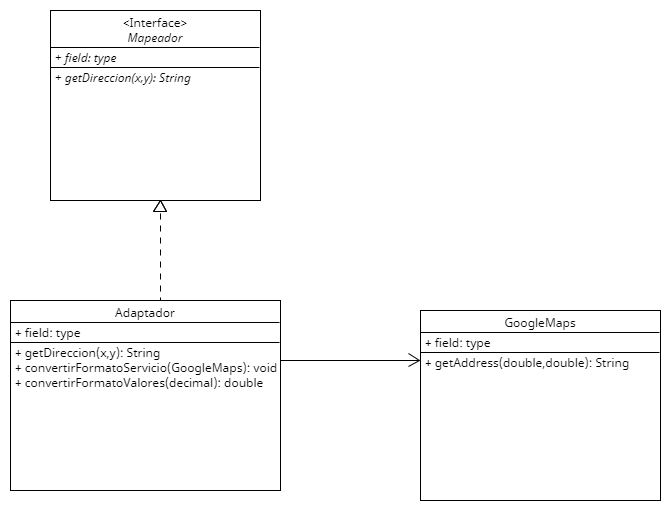 <Interface>
Mapeador
+ field: type
+ getDireccion(x,y): String
Adaptador
+ field: type
+ getDireccion(x,y): String
+ convertirFormatoServicio(GoogleMaps): void
+ convertirFormatoValores(decimal): double
GoogleMaps
+ field: type
+ getAddress(double,double): String